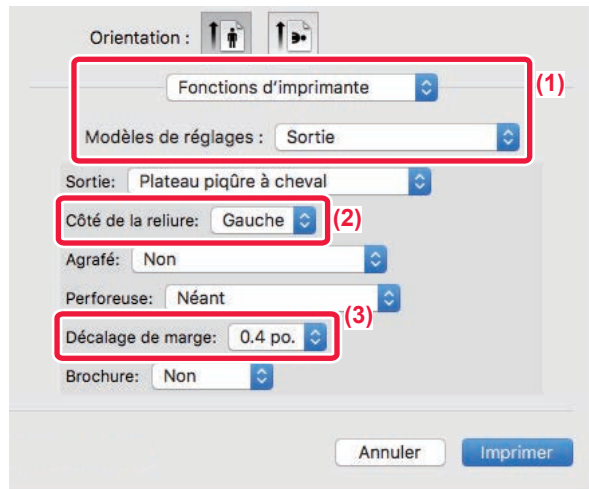 Orientation :
Fonctions d'imprimante (1)
Modèles de réglages : Sortie
Sortie: Plateau piqûre à cheval
Côté de la reliure: Gauche (2)
Agrafé: Non
Perforeuse: Néant
(3)
Décalage de marge: 0.4 po.
Brochure: Non
Annuler Imprimer